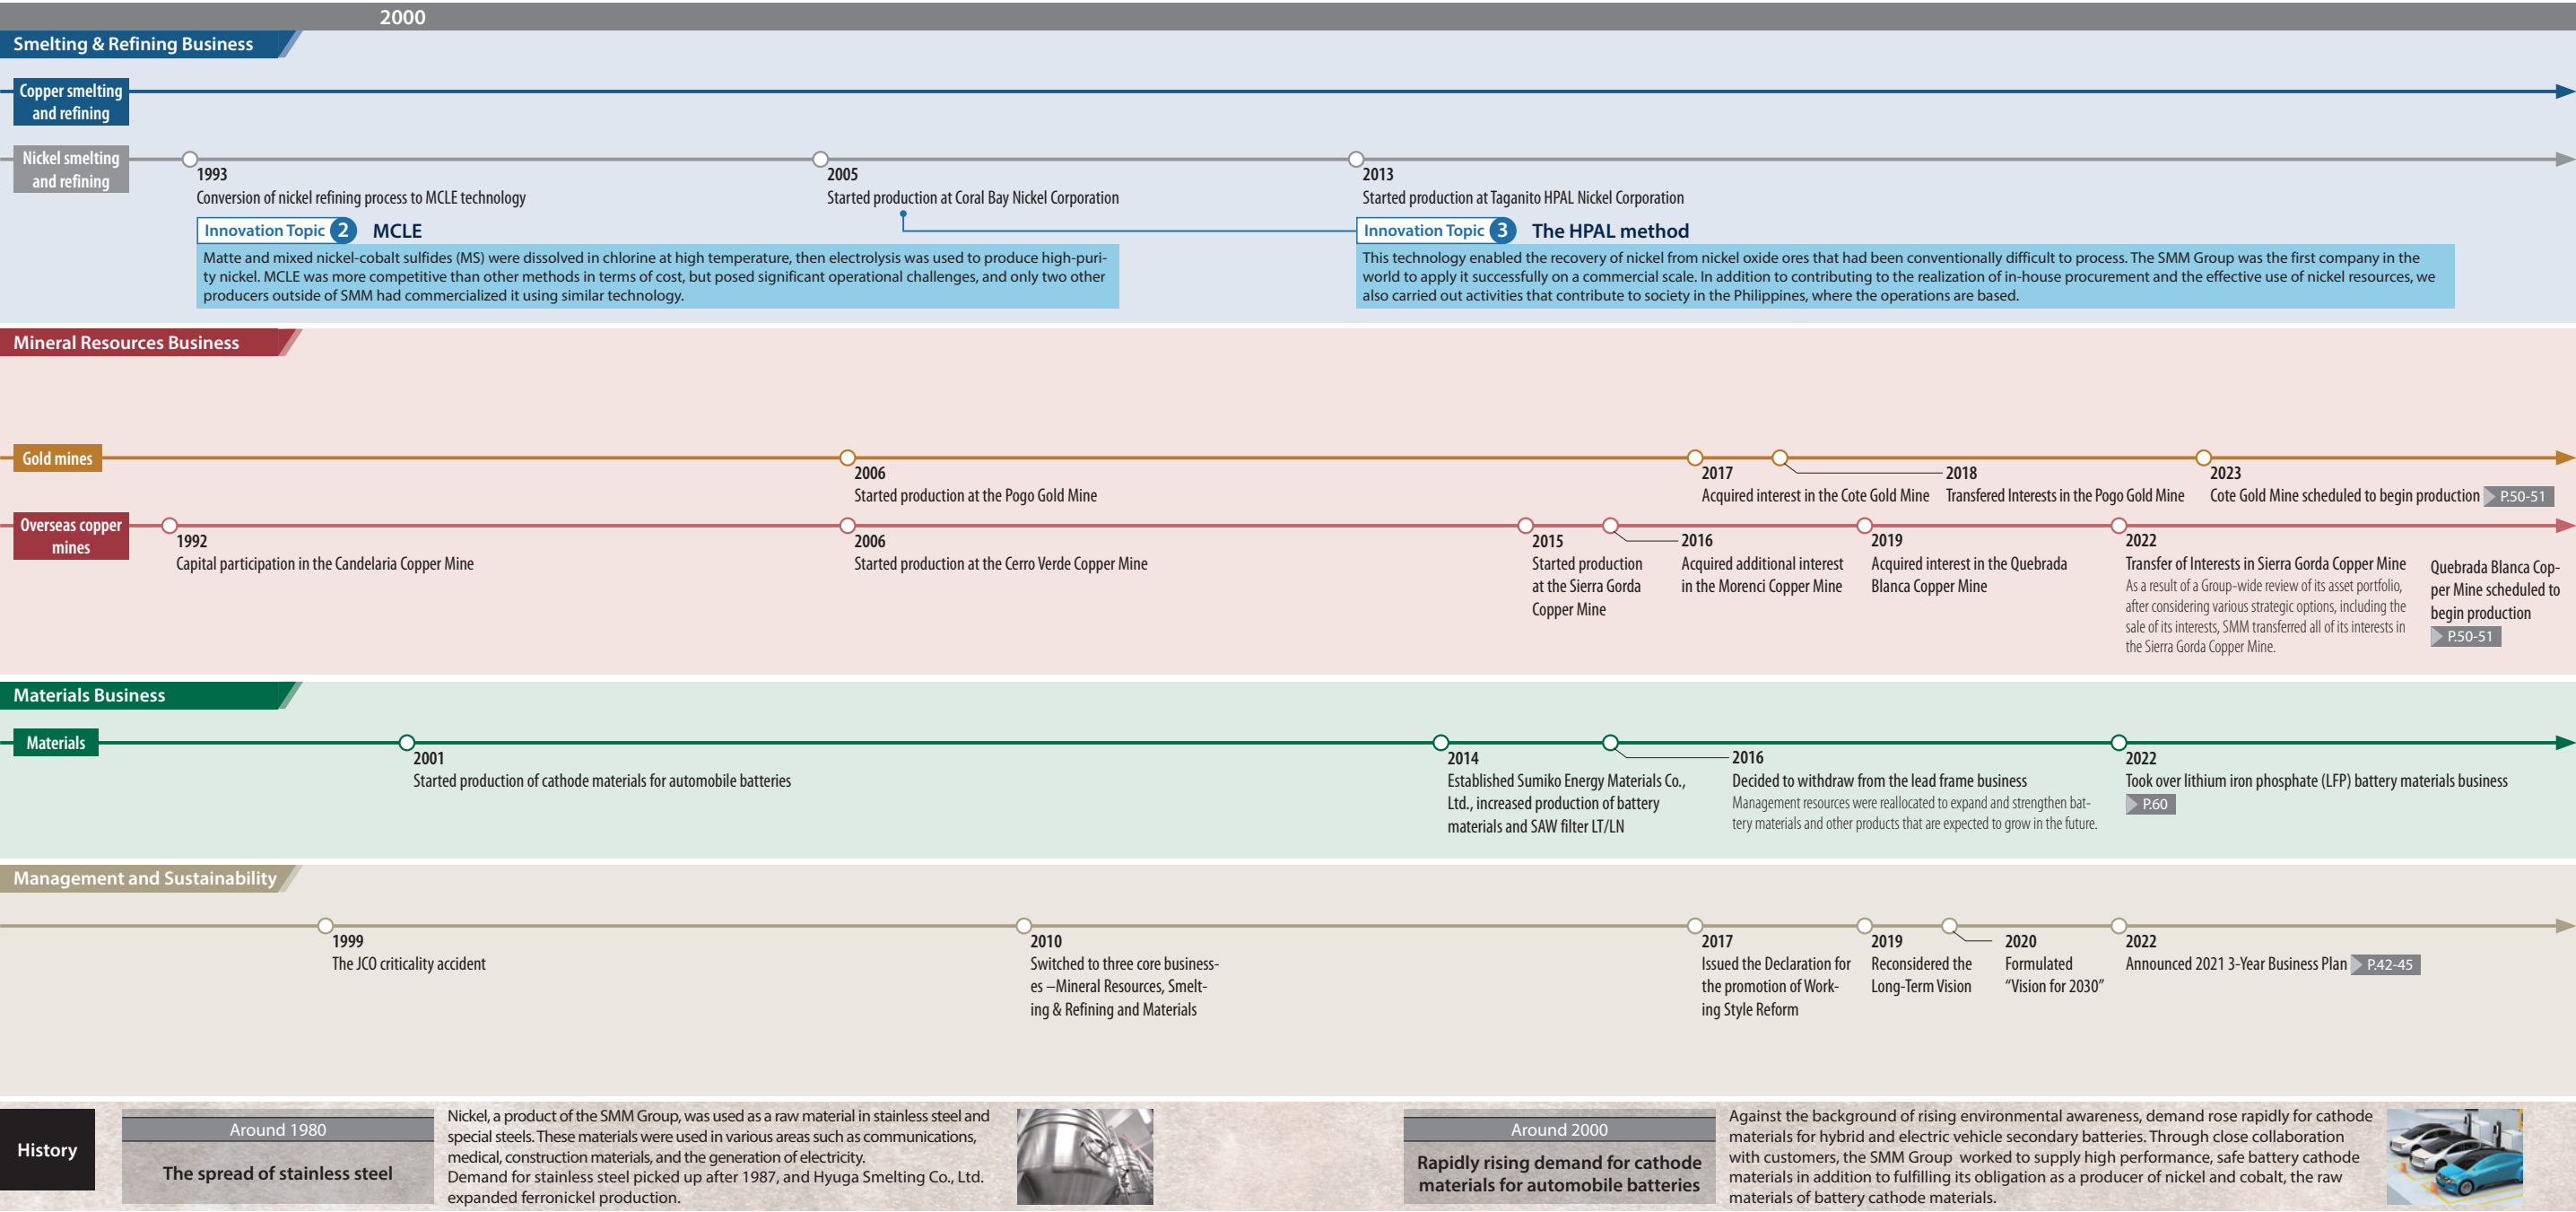 2000
Smelting & Refining Business
Copper smelting
and refining
Nickel smelting
and refining
1993
Conversion of nickel refining process to MCLE technology
2005
Started production at Coral Bay Nickel Corporation
2013
Started production at Taganito HPAL Nickel Corporation
Innovation Topic 2 MCLE
Matte and mixed nickel-cobalt sulfides (MS) were dissolved in chlorine at high temperature, then electrolysis was used to produce high-puri-
ty nickel. MCLE was more competitive than other methods in terms of cost, but posed significant operational challenges, and only two other
producers outside of SMM had commercialized it using similar technology.
Innovation Topic 3 The HPAL method
This technology enabled the recovery of nickel from nickel oxide ores that had been conventionally difficult to process. The SMM Group was the first company in the
world to apply it successfully on a commercial scale. In addition to contributing to the realization of in-house procurement and the effective use of nickel resources, we
also carried out activities that contribute to society in the Philippines, where the operations are based.
Mineral Resources Business
Gold mines
2006
Started production at the Pogo Gold Mine
2017
Acquired interest in the Cote Gold Mine
2018
Transfered Interests in the Pogo Gold Mine
2023
Cote Gold Mine scheduled to begin production P.50-51
Overseas copper
mines
1992
Capital participation in the Candelaria Copper Mine
2006
Started production at the Cerro Verde Copper Mine
2015
Started production
at the Sierra Gorda
Copper Mine
2016
Acquired additional interest
in the Morenci Copper Mine
2019
Acquired interest in the Quebrada
Blanca Copper Mine
2022
Transfer of Interests in Sierra Gorda Copper Mine
As a result of a Group-wide review of its asset portfolio,
after considering various strategic options, including the
sale of its interests, SMM transferred all of its interests in
the Sierra Gorda Copper Mine.
Quebrada Blanca Cop-
per Mine scheduled to
begin production
P.50-51
Materials Business
Materials
2001
Started production of cathode materials for automobile batteries
2014
Established Sumiko Energy Materials Co.,
Ltd., increased production of battery
materials and SAW filter LT/LN
2016
Decided to withdraw from the lead frame business
Management resources were reallocated to expand and strengthen bat-
tery materials and other products that are expected to grow in the future.
2022
Took over lithium iron phosphate (LFP) battery materials business
P.60
Management and Sustainability
1999
The JCO criticality accident
2010
Switched to three core business-
es –Mineral Resources, Smelt-
ing & Refining and Materials
2017
Issued the Declaration for
the promotion of Work-
ing Style Reform
2019
Reconsidered the
Long-Term Vision
2020
Formulated
“Vision for 2030”
2022
Announced 2021 3-Year Business Plan P.42-45
History
Around 1980
The spread of stainless steel
Nickel, a product of the SMM Group, was used as a raw material in stainless steel and
special steels. These materials were used in various areas such as communications,
medical, construction materials, and the generation of electricity.
Demand for stainless steel picked up after 1987, and Hyuga Smelting Co., Ltd.
expanded ferronickel production.
Around 2000
Rapidly rising demand for cathode
materials for automobile batteries
Against the background of rising environmental awareness, demand rose rapidly for cathode
materials for hybrid and electric vehicle secondary batteries. Through close collaboration
with customers, the SMM Group worked to supply high performance, safe battery cathode
materials in addition to fulfilling its obligation as a producer of nickel and cobalt, the raw
materials of battery cathode materials.